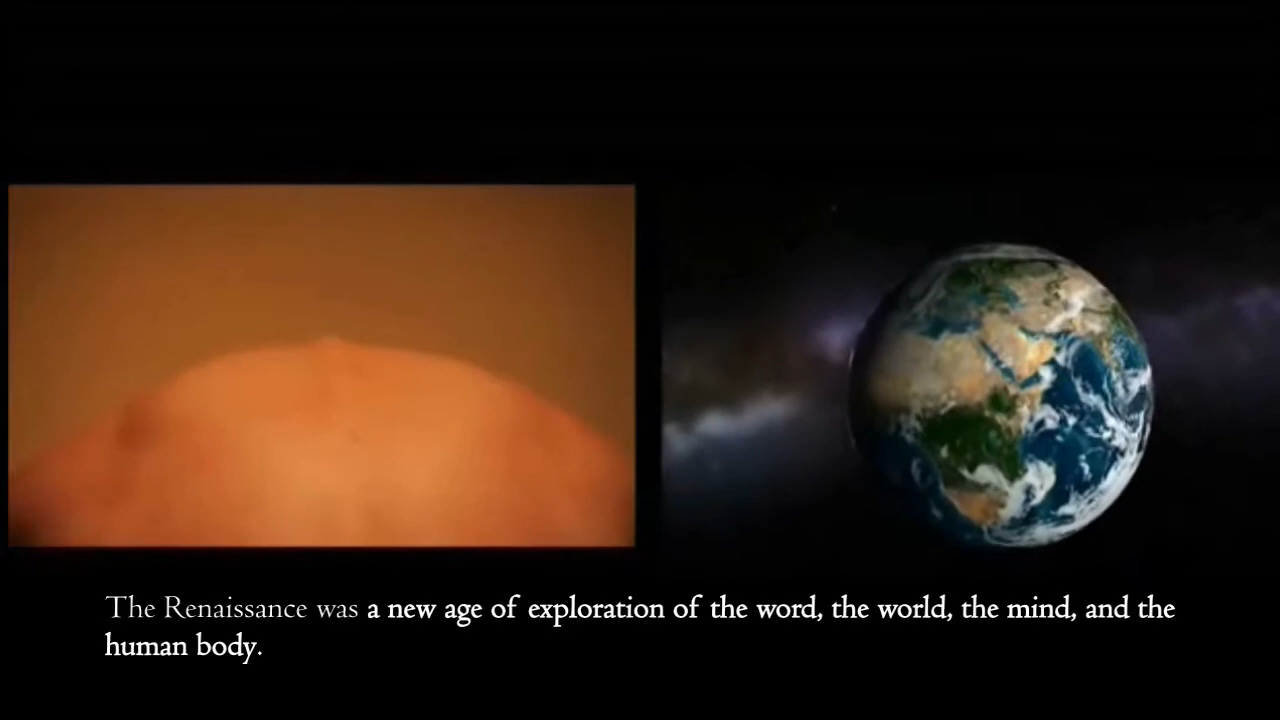 The Renaissance was a new age of exploration of the word, the world, the mind, and the
human body.